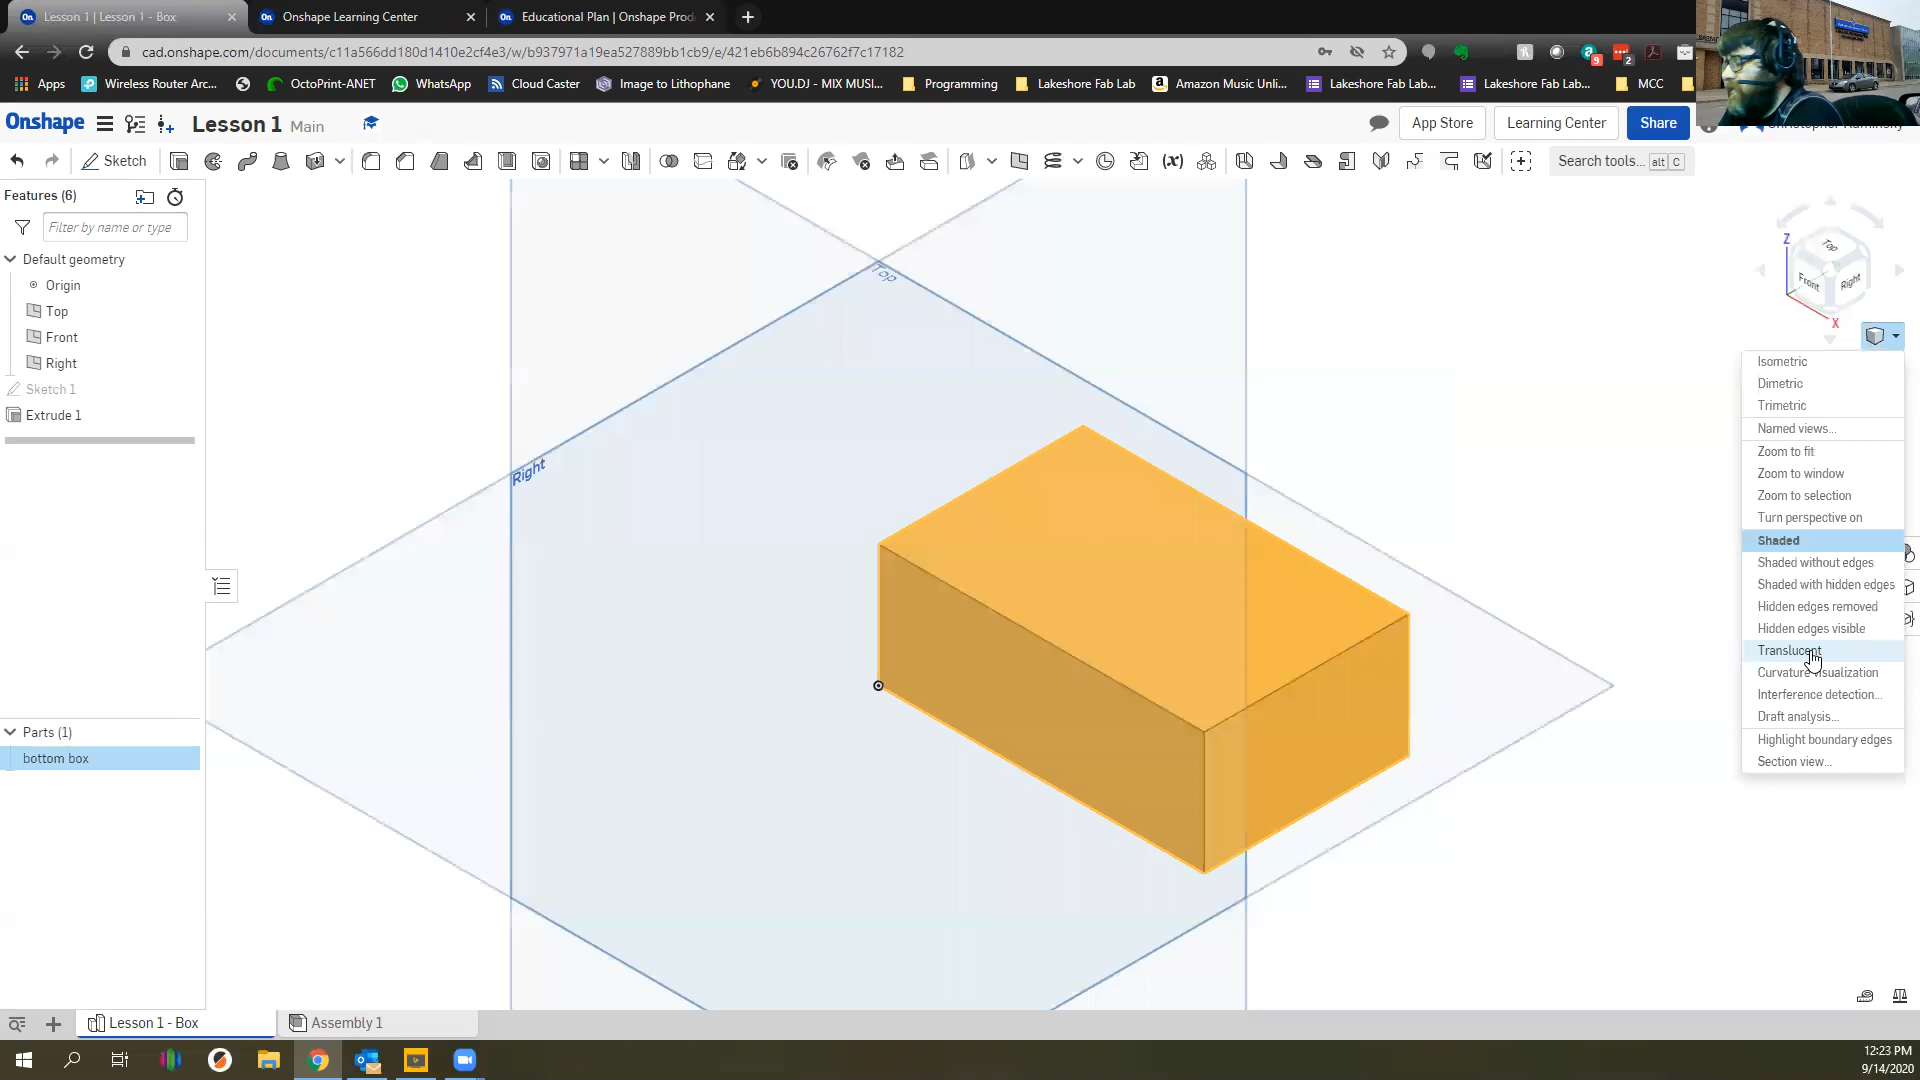 Lesson 1 | Lesson 1 - Box
Onshape Learning Center
Educational Plan | Onshape Prod
cad.onshape.com/documents/c11a566dd180d1410e2cf4e3/w/b937971a19ea527889bb1cb9/e/421eb6b894c26762f7c17182
9
2
Apps
Wireless Router Arc...
OctoPrint-ANET
WhatsApp
Cloud Caster
Image to Lithophane
YOU.DJ - MIX MUSI...
Programming
Lakeshore Fab Lab
Amazon Music Unli...
Lakeshore Fab Lab...
Lakeshore Fab Lab...
MCC
Onshape
Lesson 1 Main
App Store
Learning Center
Share
Sketch
(x)
Search tools... alt C
Features (6)
Filter by name or type
Default geometry
Origin
Top
Front
Right
Sketch 1
Extrude 1
Parts (1)
bottom box
Top
Right
Z
Top
Front
Right
X
Isometric
Dimetric
Trimetric
Named views...
Zoom to fit
Zoom to window
Zoom to selection
Turn perspective on
Shaded
Shaded without edges
Shaded with hidden edges
Hidden edges removed
Hidden edges visible
Translucent
Curvature visualization
Interference detection...
Draft analysis...
Highlight boundary edges
Section view...
Lesson 1 - Box
Assembly 1
12:23 PM
9/14/2020